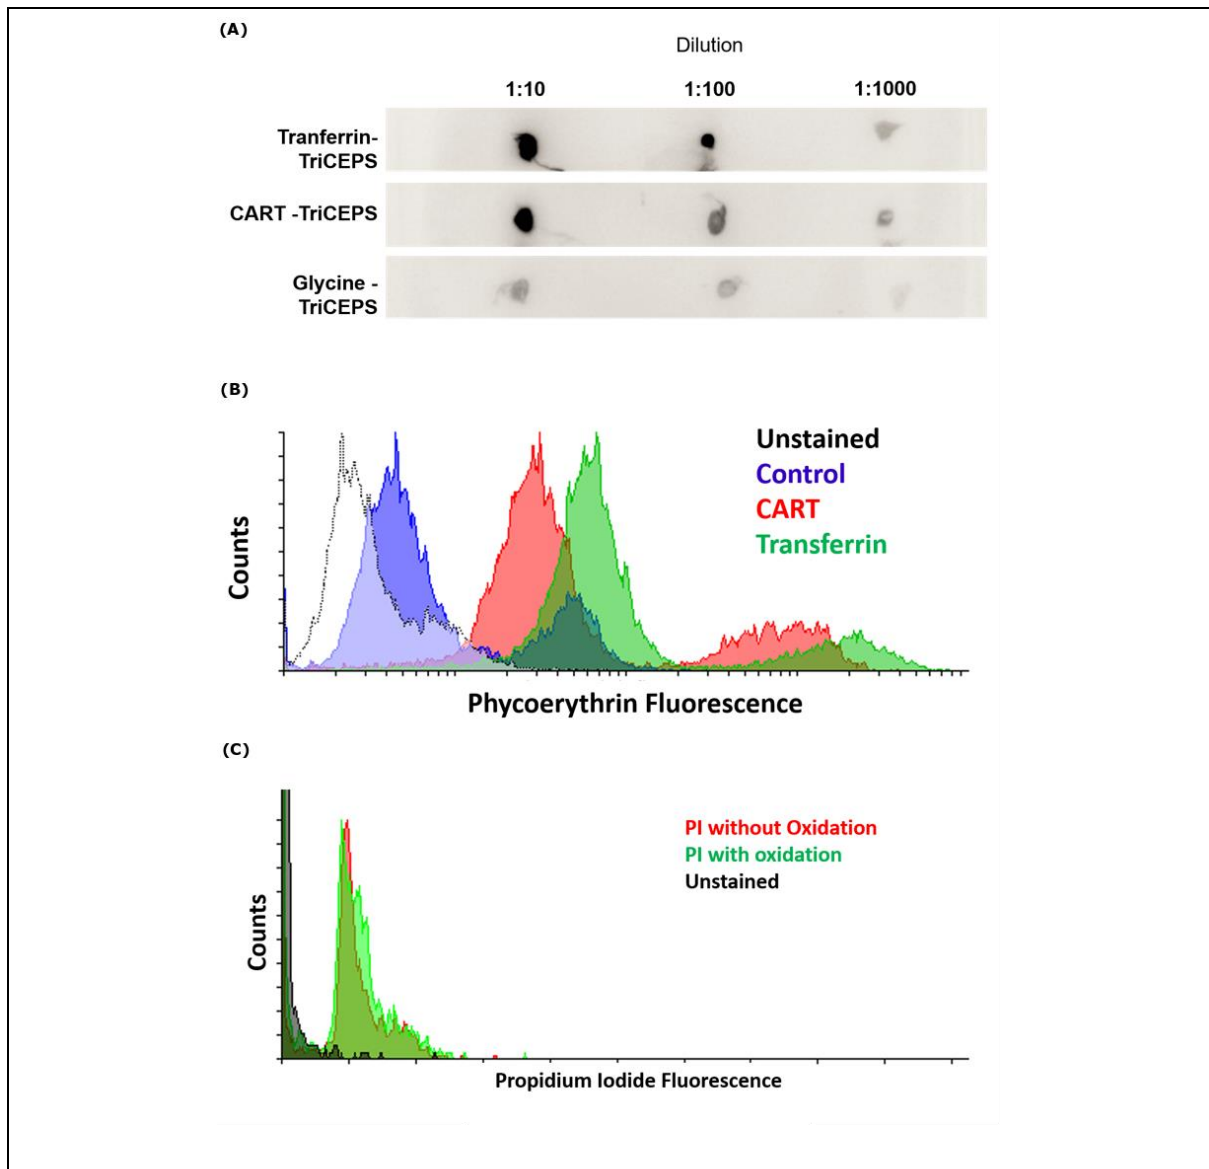 (A)
Dilution
1:10 1:100 1:1000
Tranferrin-
TriCEPS
CART -TriCEPS
Glycine -
TriCEPS
(B)
Unstained
Control
CART
Transferrin
Counts
Phycoerythrin Fluorescence
(C)
PI without Oxidation
PI with oxidation
Unstained
Counts
Propidium Iodide Fluorescence